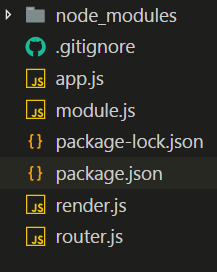 node_modules
.gitignore
JS app.js
JS module.js
{} package-lock.json
{} package.json
JS render.js
JS router.js